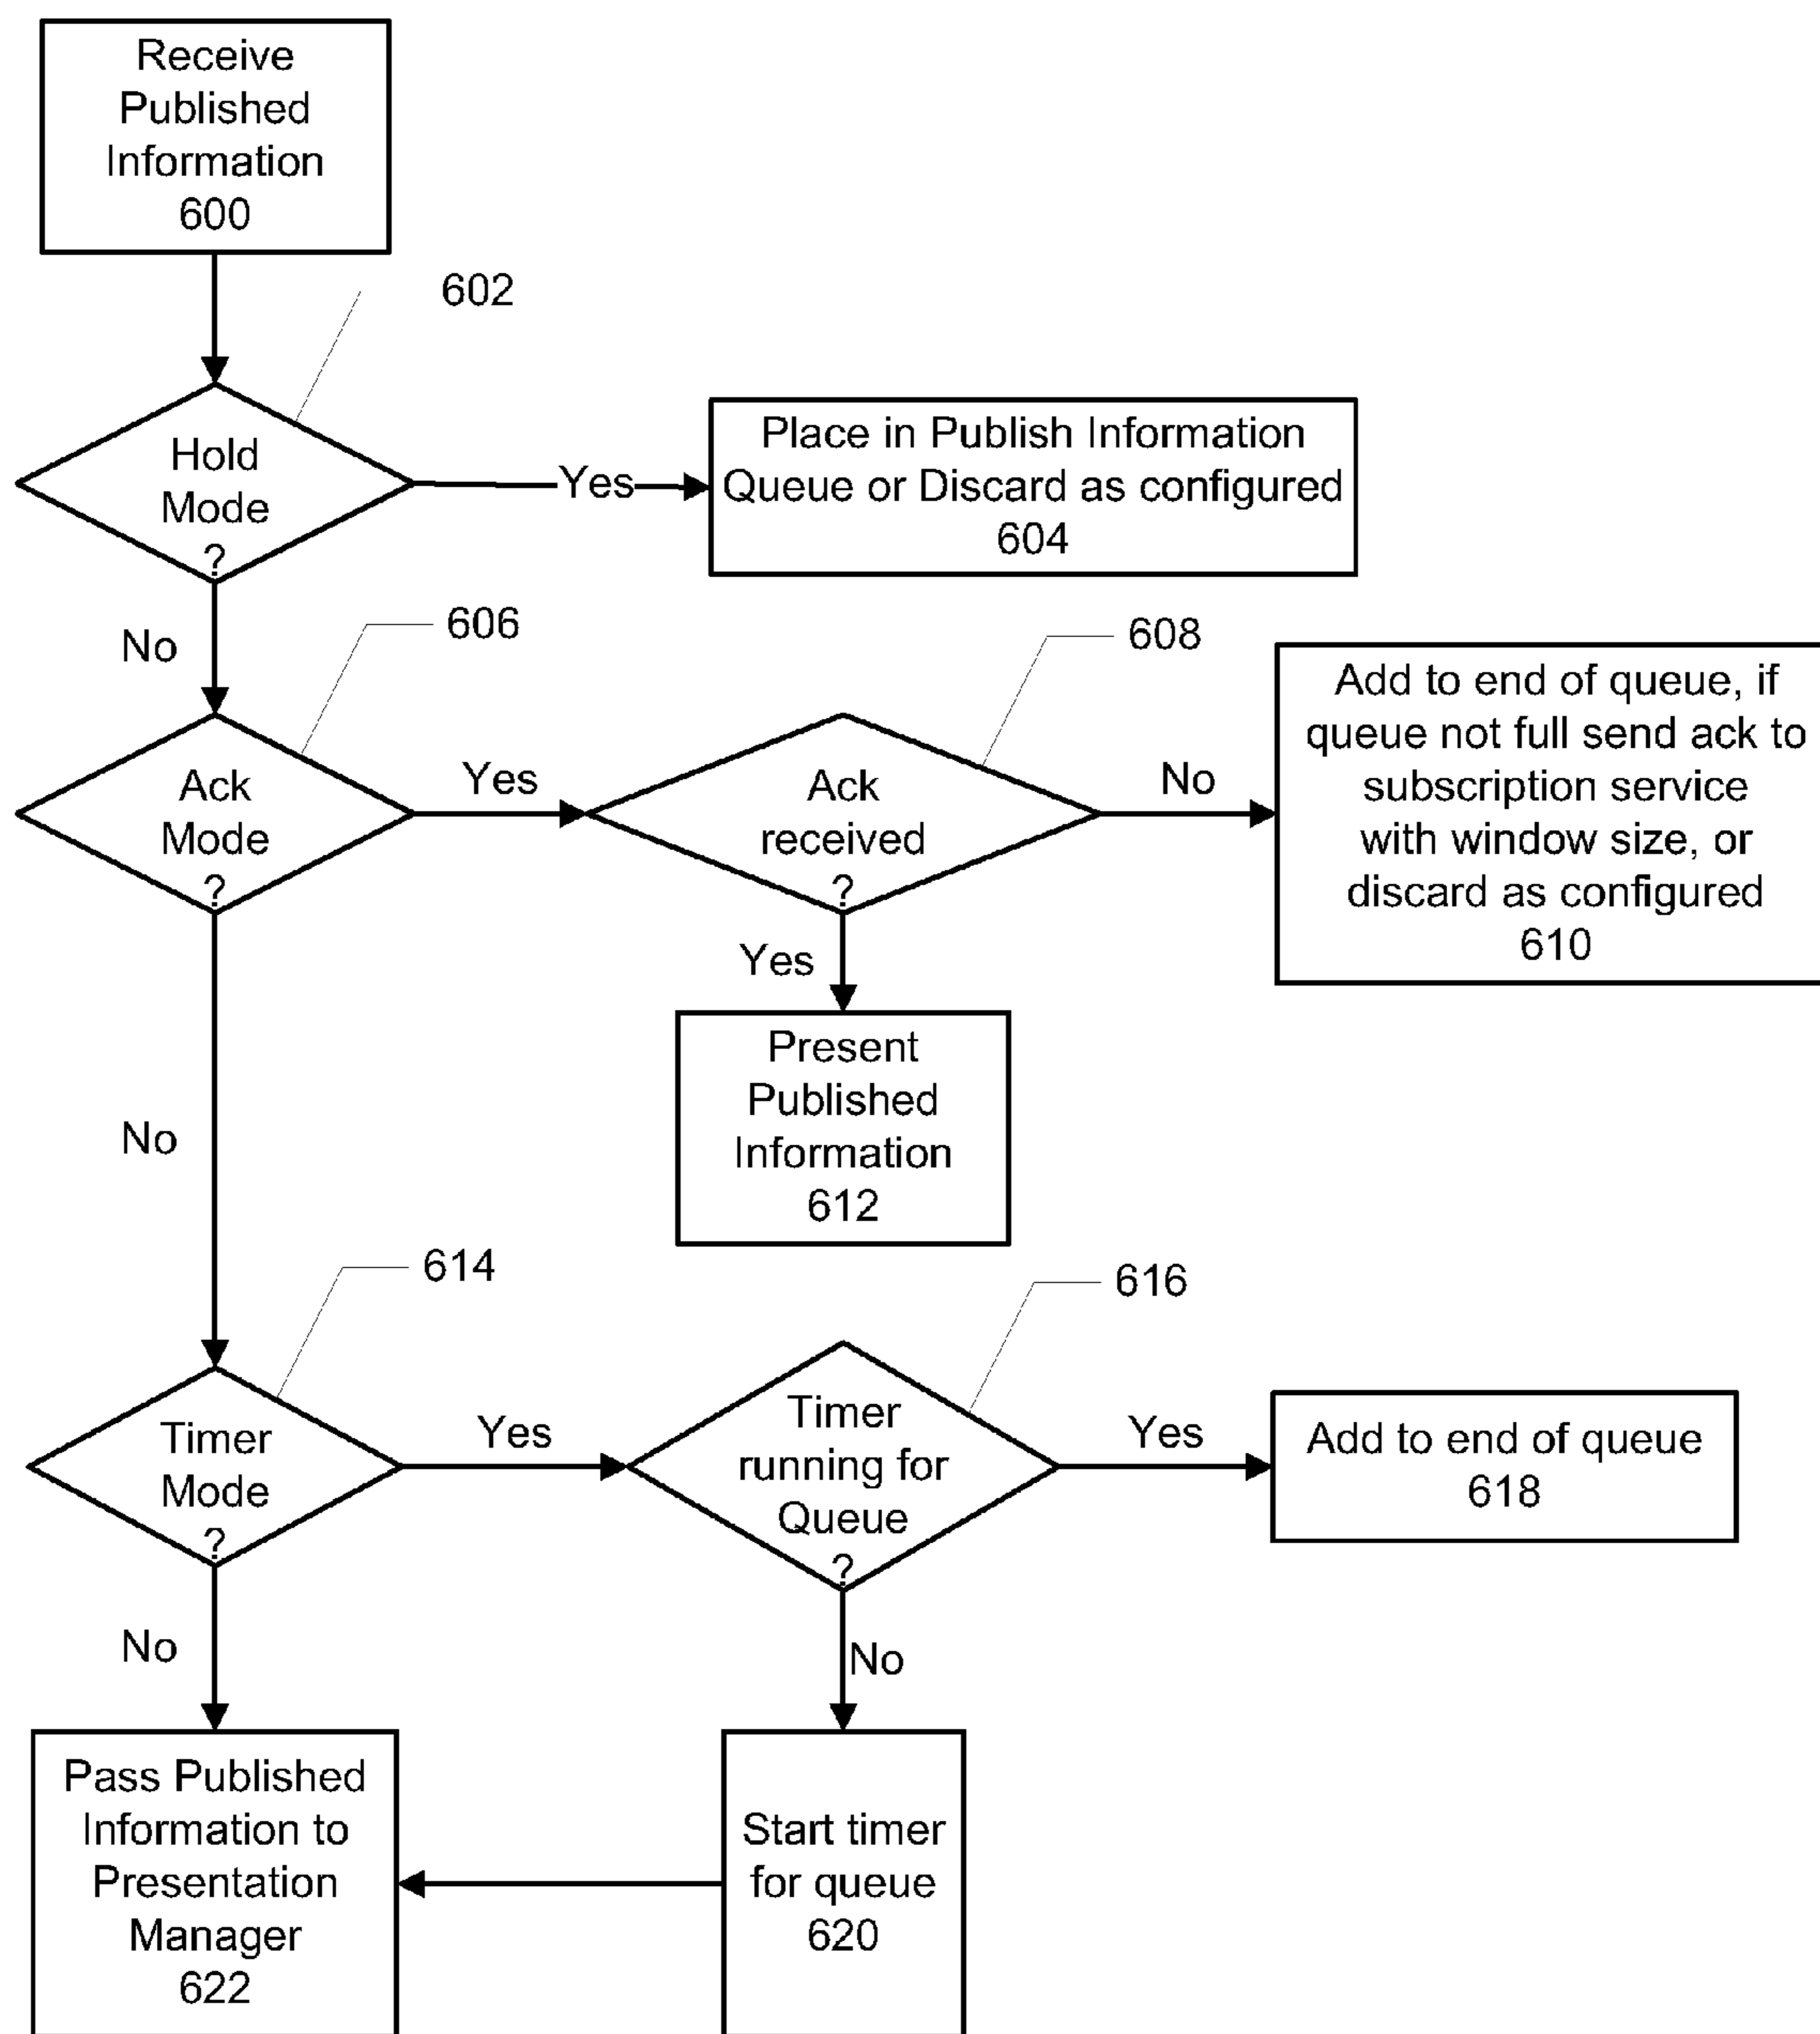 Receive
Published
Information
600
602
Hold
Mode
?
Yes
Place in Publish Information
Queue or Discard as configured
604
No
606
Ack
Mode
?
Yes
608
Ack
received
?
No
Add to end of queue, if
queue not full send ack to
subscription service
with window size, or
discard as configured
610
Yes
Present
Published
Information
612
No
614
Timer
Mode
?
Yes
616
Timer
running for
Queue
?
Yes
Add to end of queue
618
No
No
Pass Published
Information to
Presentation
Manager
622
Start timer
for queue
620